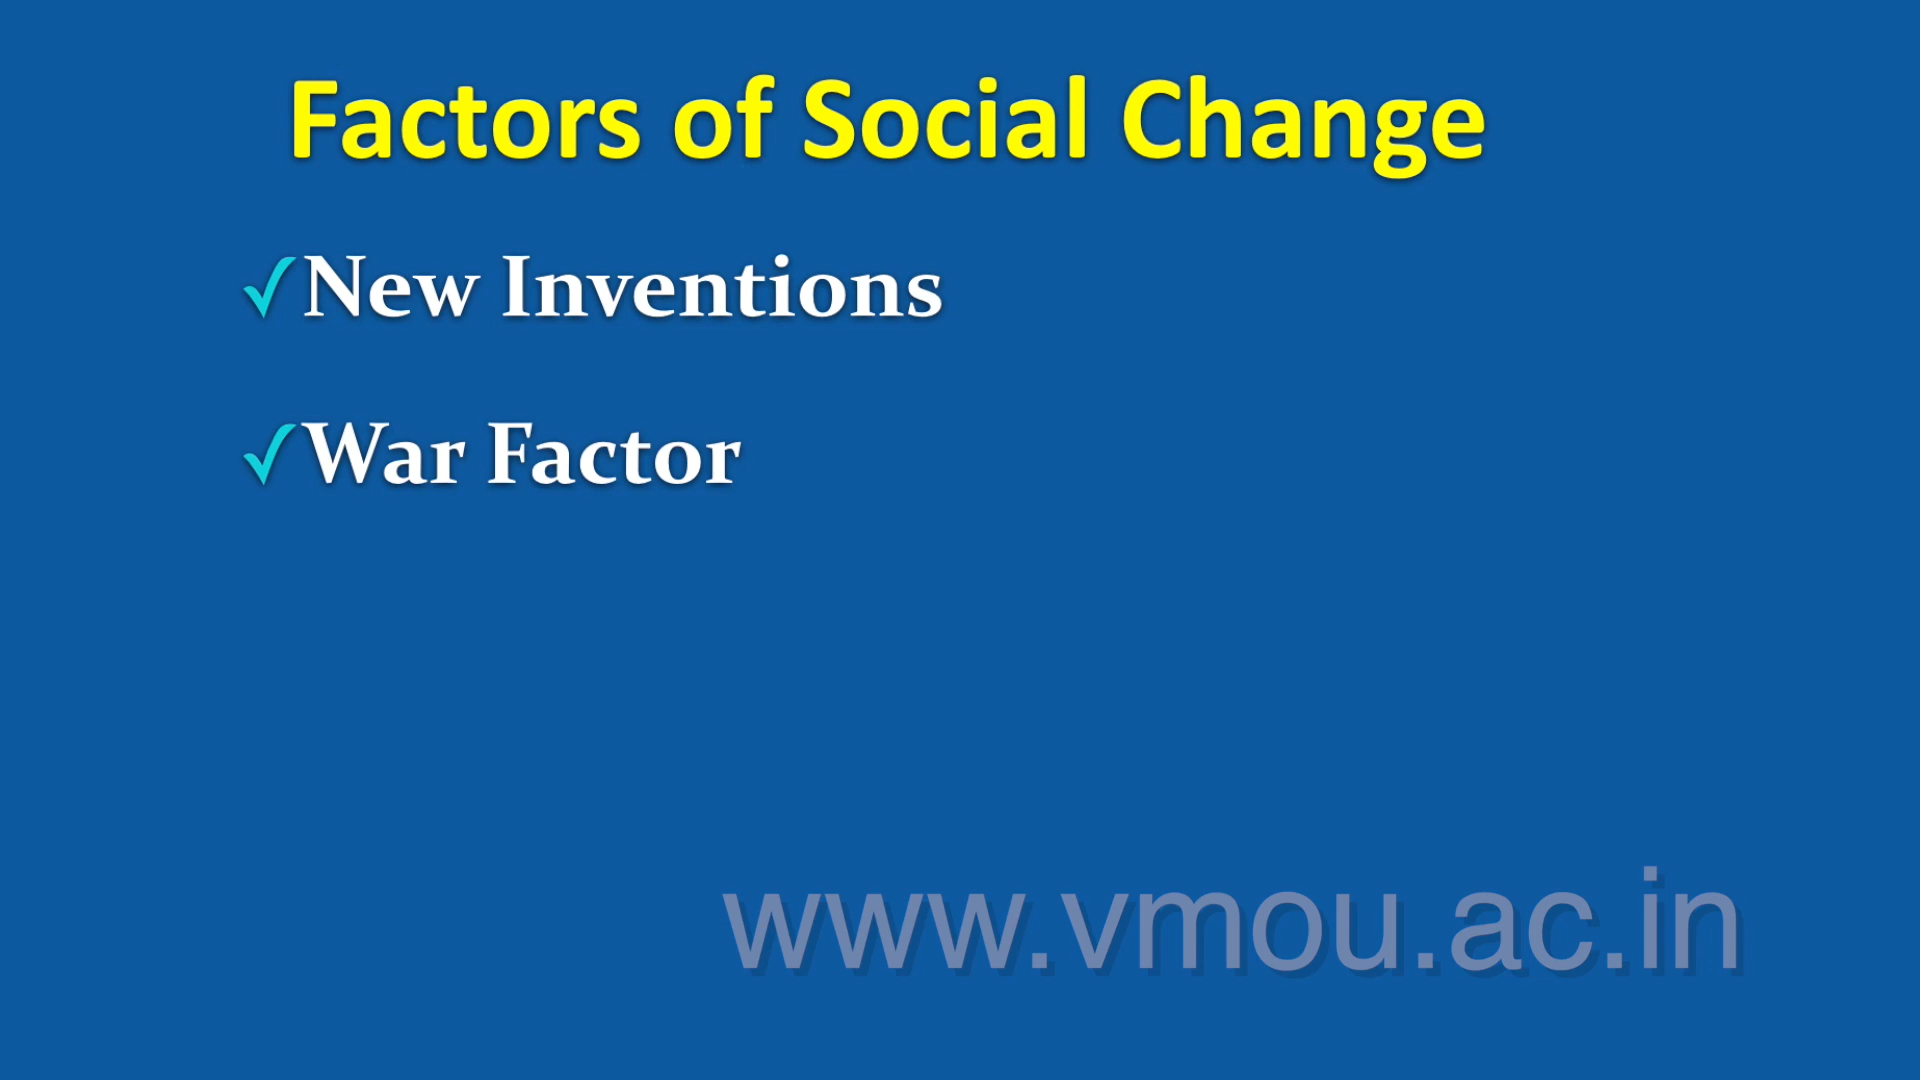 Factors of Social Change
✓New Inventions
✓War Factor
www.vmou.ac.in